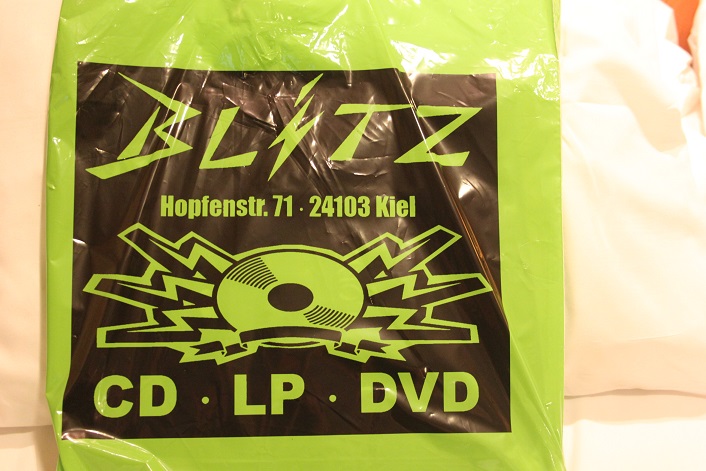 BLiTZ
Hopfenstr. 71 · 24103 Kiel
CD · LP · DVD